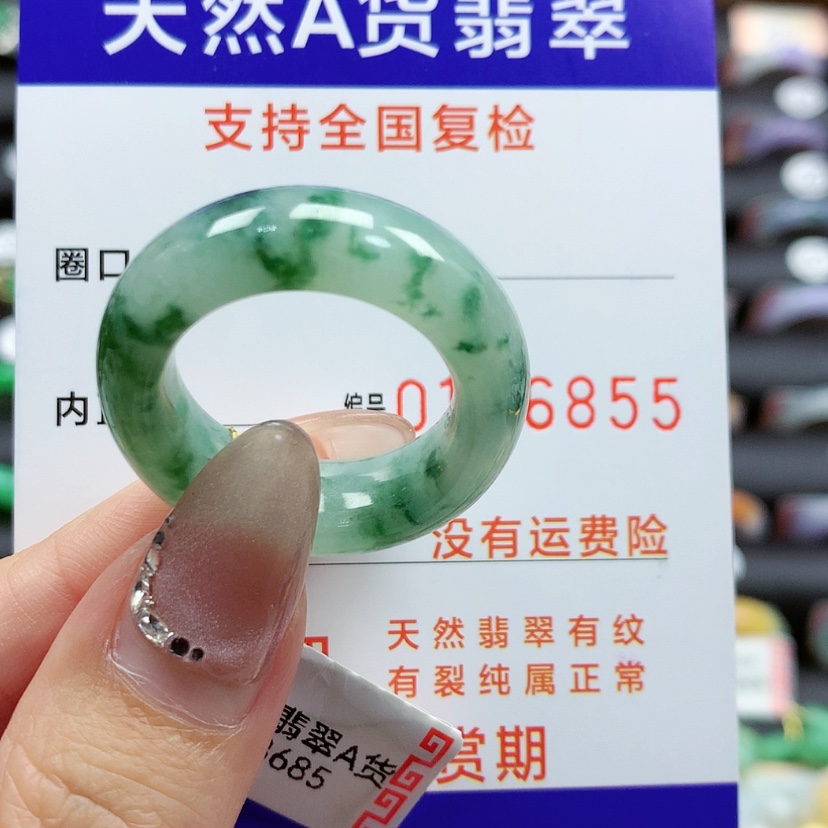 天然A货翡翠
支持全国复检
圈口
内
编号 01 6855
没有运费险
天然翡翠有纹
有裂纯属正常
赏期
翡翠A货
3685